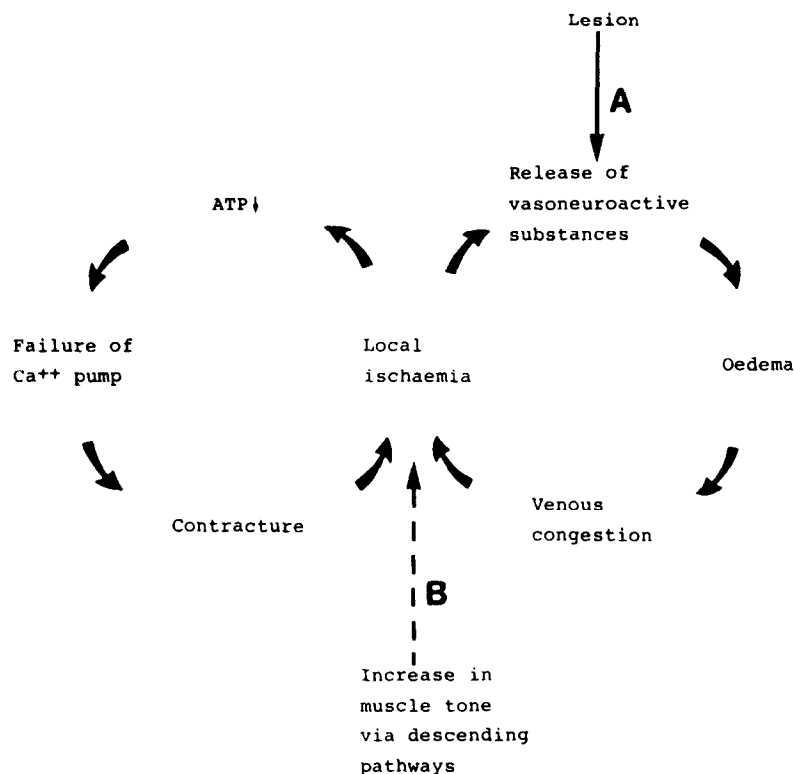 Lesion
A
Release of
vasoneuroactive
substances
ATP↓
Failure of
Ca++ pump
Local
ischaemia
Oedema
Contracture
Venous
congestion
B
Increase in
muscle tone
via descending
pathways